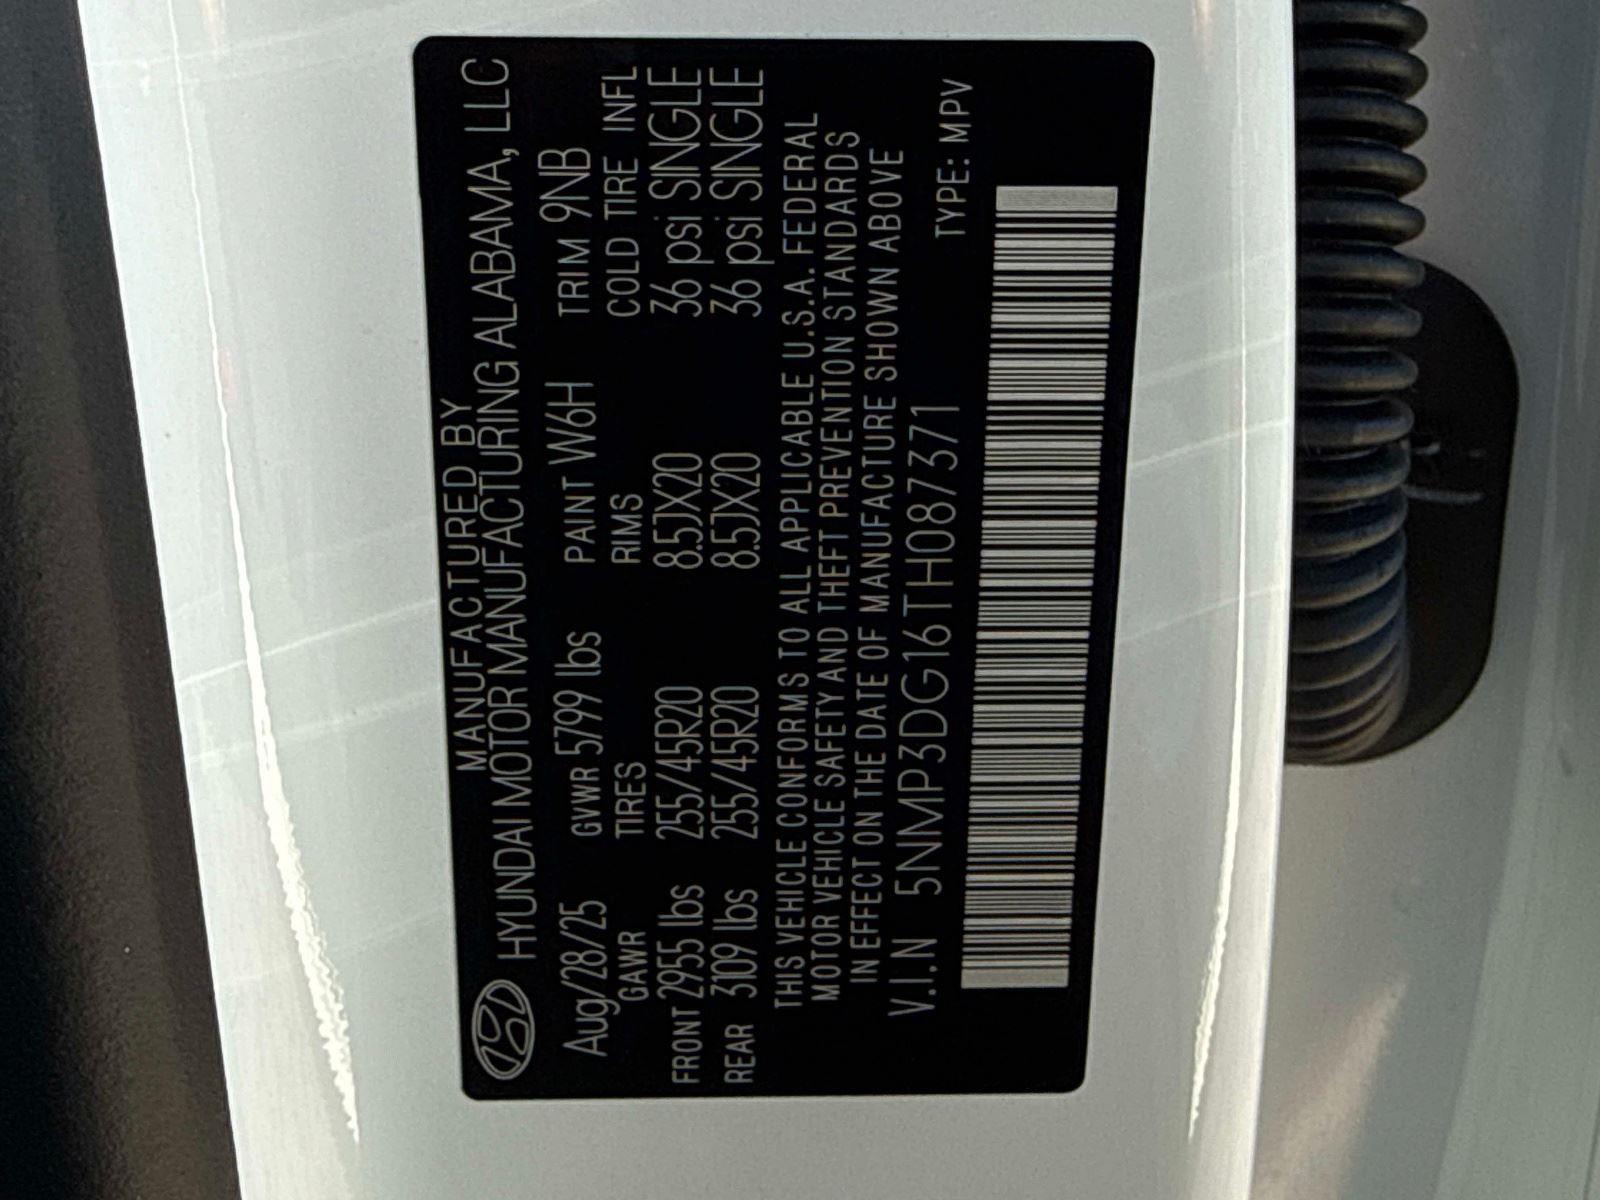 MANUFACTURED BY
HYUNDAI MOTOR MANUFACTURING ALABAMA, LLC
Aug/28/25 GVWR 5799 lbs PAINT W6H TRIM 9NB
GAWR TIRES RIMS COLD TIRE INFL
FRONT 2955 lbs 255/45R20 8.5JX20 36 psi SINGLE
REAR 3109 lbs 255/45R20 8.5JX20 36 psi SINGLE
THIS VEHICLE CONFORMS TO ALL APPLICABLE U.S.A. FEDERAL
MOTOR VEHICLE SAFETY AND THEFT PREVENTION STANDARDS
IN EFFECT ON THE DATE OF MANUFACTURE SHOWN ABOVE
V.I.N 5NMP3DG16TH087371 TYPE: MPV